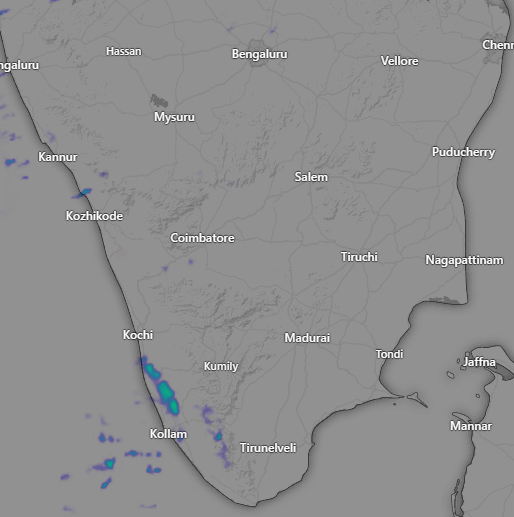 Hassan
Bengaluru
Chenn
ngaluru
Vellore
Mysuru
Kannur
Puducherry
Salem
Kozhikode
Coimbatore
Tiruchi
Nagapattinam
Kochi
Madurai
Kumily
Tondi
Jaffna
Kollam
Mannar
Tirunelveli